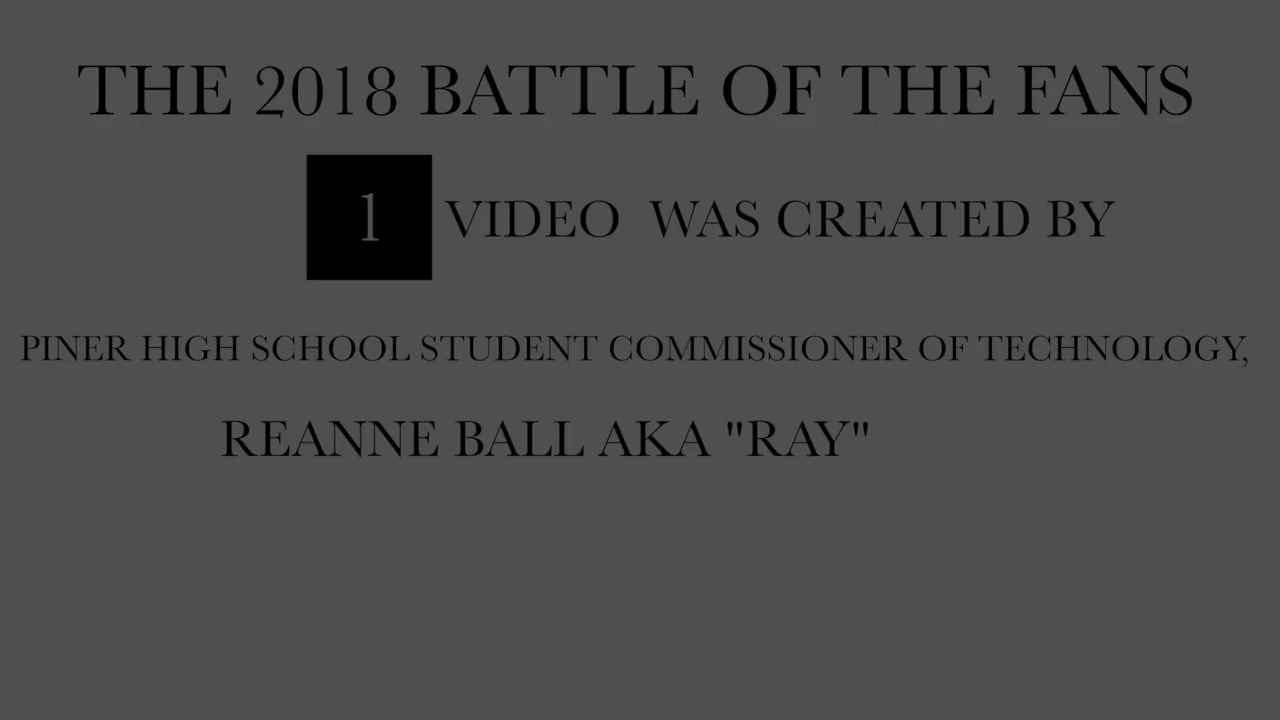 THE 2018 BATTLE OF THE FANS
1 VIDEO WAS CREATED BY
PINER HIGH SCHOOL STUDENT COMMISSIONER OF TECHNOLOGY,
REANNE BALL AKA "RAY"